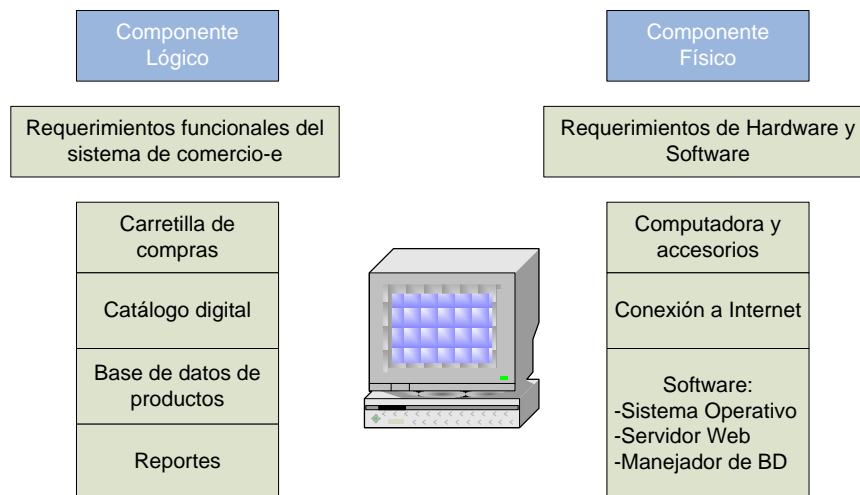 Componente
Lógico
Requerimientos funcionales del
sistema de comercio-e
Carretilla de
compras
Catálogo digital
Base de datos de
productos
Reportes
Componente
Físico
Requerimientos de Hardware y
Software
Computadora y
accesorios
Conexión a Internet
Software:
-Sistema Operativo
-Servidor Web
-Manejador de BD